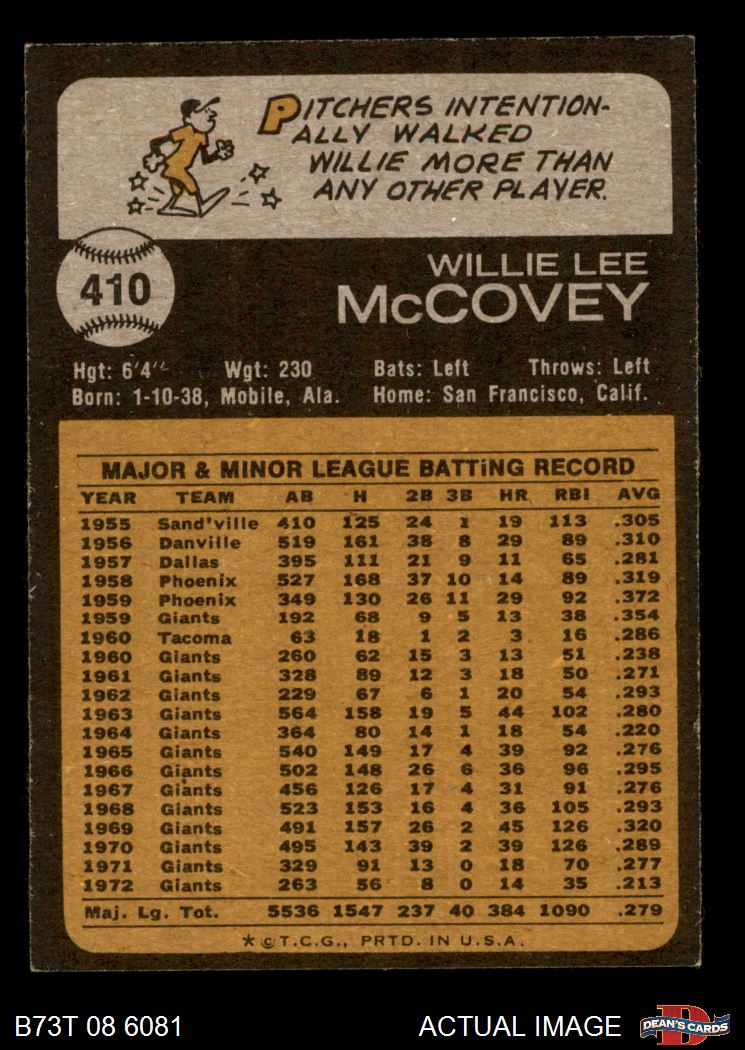 PITCHERS INTENTION-
ALLY WALKED
WILLIE MORE THAN
ANY OTHER PLAYER.
410
WILLIE LEE
McCOVEY
Hgt: 6'4" Wgt: 230 Bats: Left Throws: Left
Born: 1-10-38, Mobile, Ala. Home: San Francisco, Calif.
MAJOR & MINOR LEAGUE BATTiNG RECORD
YEAR TEAM AB H 2B 3B HR RBI AVG
1955 Sand'ville 410 125 24 1 19 113 .305
1956 Danville 519 161 38 8 29 89 .310
1957 Dallas 395 111 21 9 11 65 .281
1958 Phoenix 527 168 37 10 14 89 .319
1959 Phoenix 349 130 26 11 29 92 .372
1959 Giants 192 68 9 5 13 38 .354
1960 Tacoma 63 18 1 2 3 16 .286
1960 Giants 260 62 15 3 13 51 .238
1961 Giants 328 89 12 3 18 50 .271
1962 Giants 229 67 6 1 20 54 .293
1963 Giants 564 158 19 5 44 102 .280
1964 Giants 364 80 14 1 18 54 .220
1965 Giants 540 149 17 4 39 92 .276
1966 Giants 502 148 26 6 36 96 .295
1967 Giants 456 126 17 4 31 91 .276
1968 Giants 523 153 16 4 36 105 .293
1969 Giants 491 157 26 2 45 126 .320
1970 Giants 495 143 39 2 39 126 .289
1971 Giants 329 91 13 0 18 70 .277
1972 Giants 263 56 8 0 14 35 .213
Maj. Lg. Tot. 5536 1547 237 40 384 1090 .279
*©T.C.G., PRTD. IN U.S.A.
B73T 08 6081 ACTUAL IMAGE
D
DEAN'S CARDS